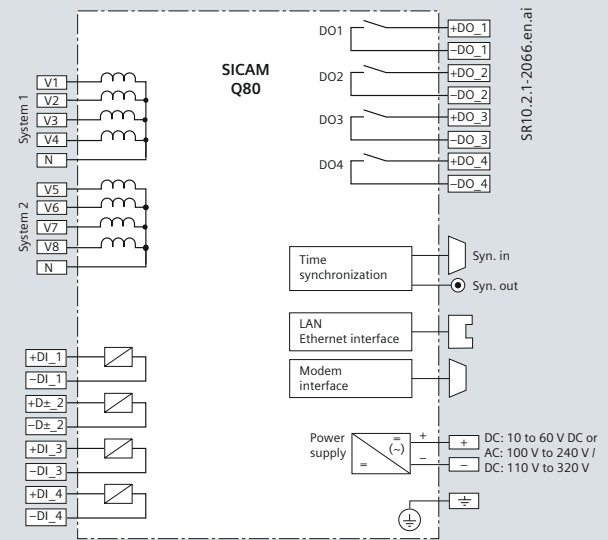 SICAM
Q80
System 1
V1
V2
V3
V4
N
System 2
V5
V6
V7
V8
N
+DI_1
−DI_1
+D±_2
−D±_2
+DI_3
−DI_3
+DI_4
−DI_4
DO1
+DO_1
−DO_1
DO2
+DO_2
−DO_2
DO3
+DO_3
−DO_3
DO4
+DO_4
−DO_4
SR10.2.1-2066.en.ai
Time
synchronization
Syn. in
Syn. out
LAN
Ethernet interface
Modem
interface
Power
supply
=
(~)
=
+
−
+
−
DC: 10 to 60 V DC or
AC: 100 V to 240 V /
DC: 110 V to 320 V